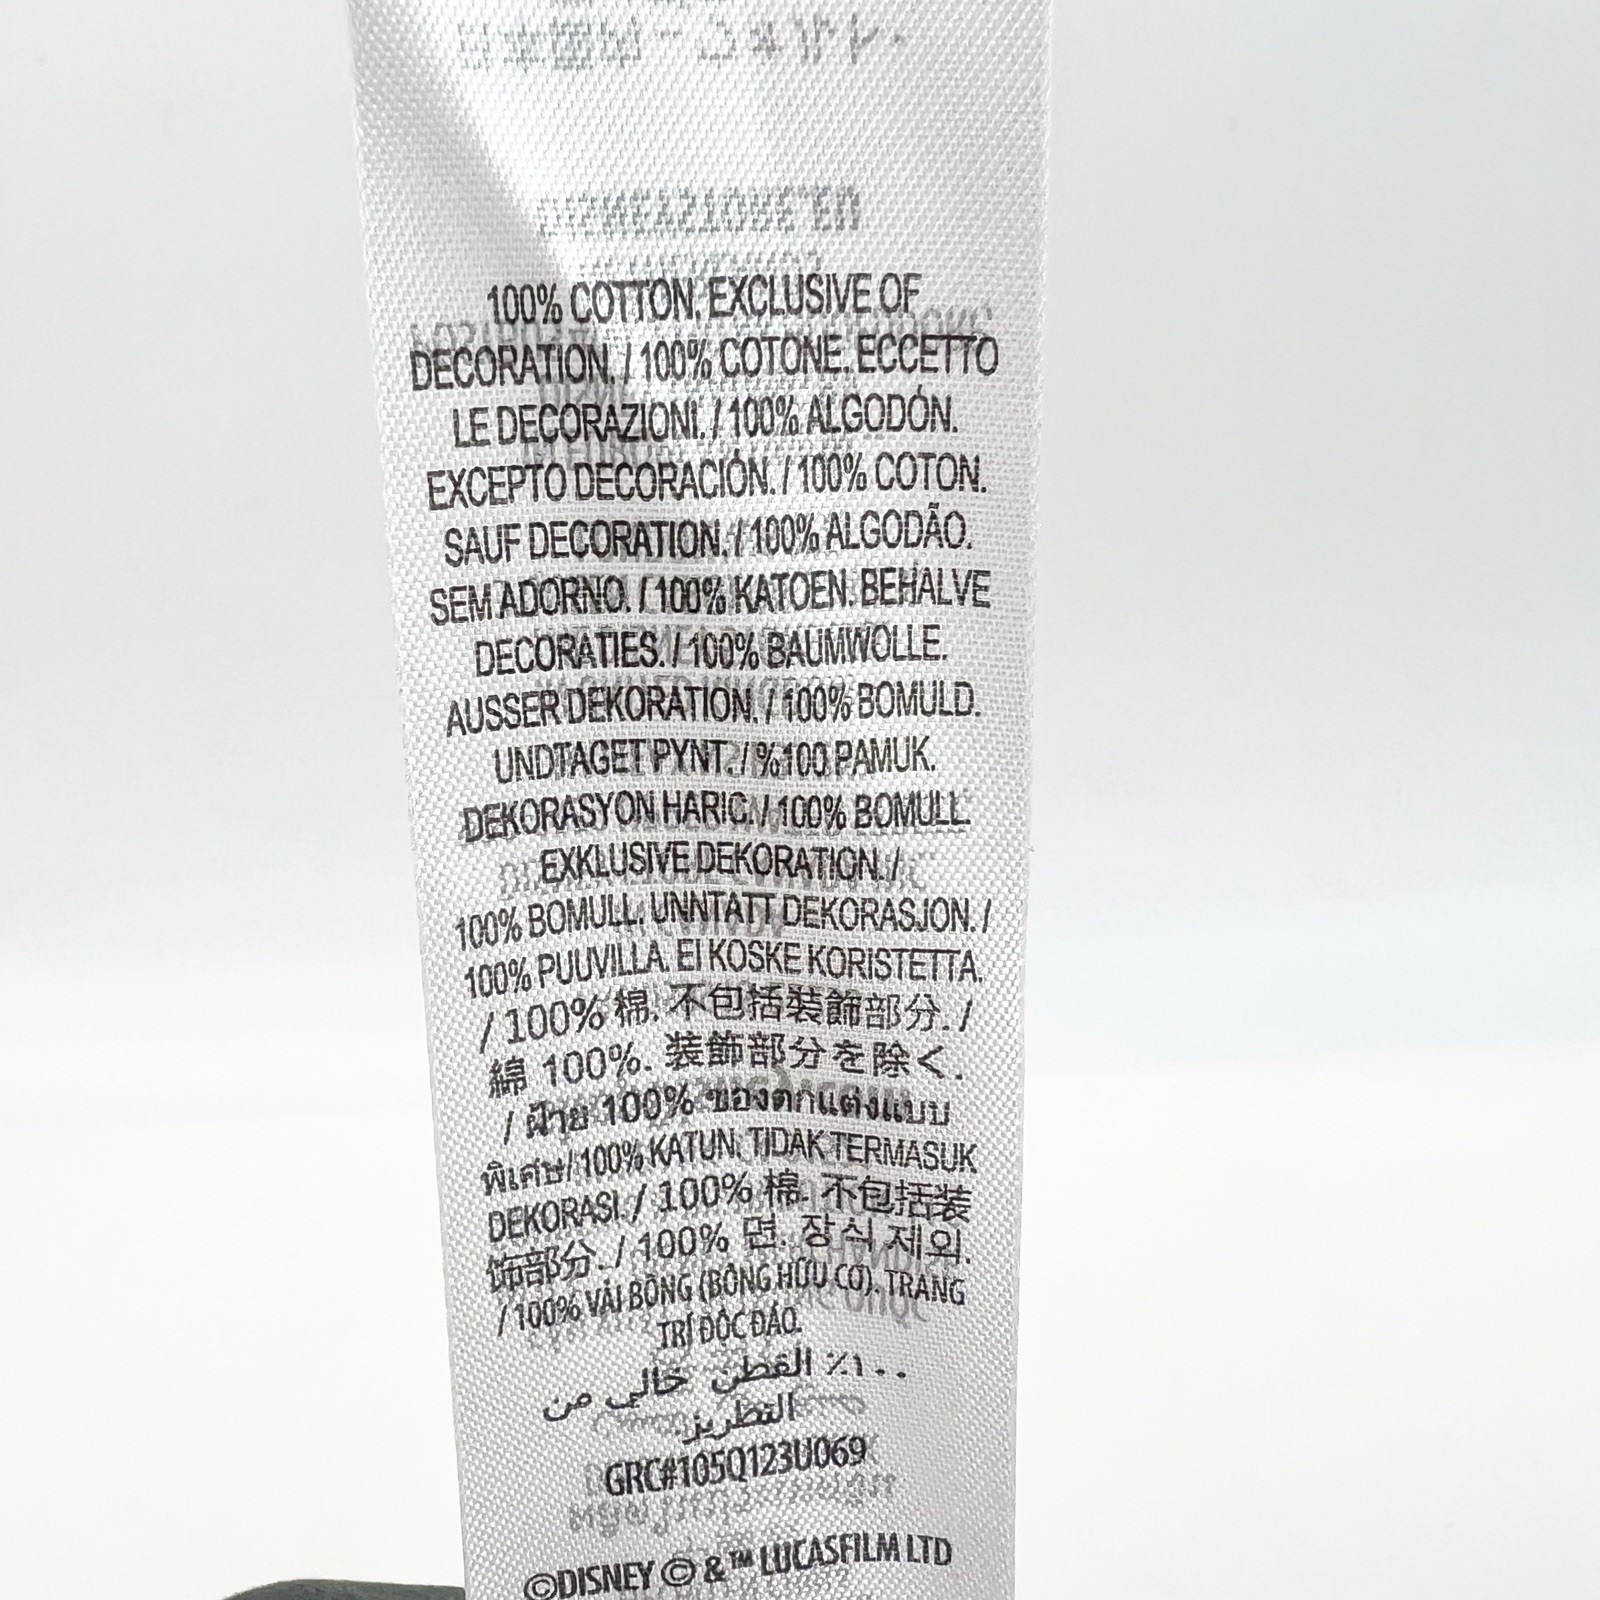 100% COTTON. EXCLUSIVE OF
DECORATION. / 100% COTONE. ECCETTO
LE DECORAZIONI. / 100% ALGODÓN.
EXCEPTO DECORACIÓN. / 100% COTON.
SAUF DECORATION. / 100% ALGODÃO.
SEM ADORNO. / 100% KATOEN. BEHALVE
DECORATIES. / 100% BAUMWOLLE.
AUSSER DEKORATION. / 100% BOMULD.
UNDTAGET PYNT. / %100 PAMUK.
DEKORASYON HARIC. / 100% BOMULL.
EXKLUSIVE DEKORATION. /
100% BOMULL. UNNTATT DEKORASJON. /
100% PUUVILLA. EI KOSKE KORISTETTA.
/ 100% 棉. 不包括裝飾部分. /
綿 100%. 装飾部分を除く.
/ ฝ้าย 100% ของตกแต่งแบบ
พิเศษ/ 100% KATUN. TIDAK TERMASUK
DEKORASI. / 100% 棉. 不包括装
饰部分. / 100% 면. 장식 제외.
/ 100% VẢI BÔNG (BÔNG HỮU CƠ). TRANG
TRÍ ĐỘC ĐÁO.
١٠٠٪ القطن خالي من
التطريز.
GRC#105Q123U069
©DISNEY © & ™ LUCASFILM LTD